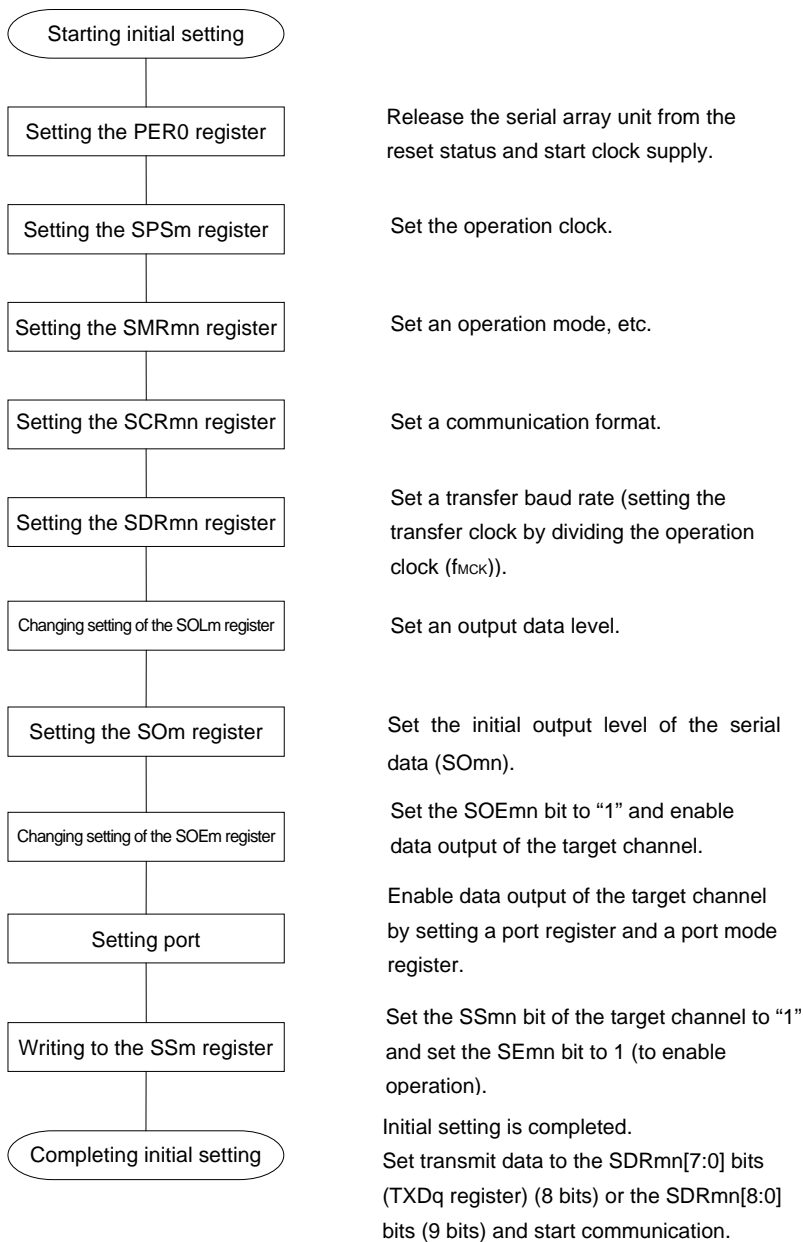 Starting initial setting
Setting the PER0 register
Release the serial array unit from the
reset status and start clock supply.
Setting the SPSm register
Set the operation clock.
Setting the SMRmn register
Set an operation mode, etc.
Setting the SCRmn register
Set a communication format.
Setting the SDRmn register
Set a transfer baud rate (setting the
transfer clock by dividing the operation
clock (fMCK)).
Changing setting of the SOLm register
Set an output data level.
Setting the SOm register
Set the initial output level of the serial
data (SOmn).
Changing setting of the SOEm register
Set the SOEmn bit to “1” and enable
data output of the target channel.
Setting port
Enable data output of the target channel
by setting a port register and a port mode
register.
Writing to the SSm register
Set the SSmn bit of the target channel to “1”
and set the SEmn bit to 1 (to enable
operation).
Completing initial setting
Initial setting is completed.
Set transmit data to the SDRmn[7:0] bits
(TXDq register) (8 bits) or the SDRmn[8:0]
bits (9 bits) and start communication.